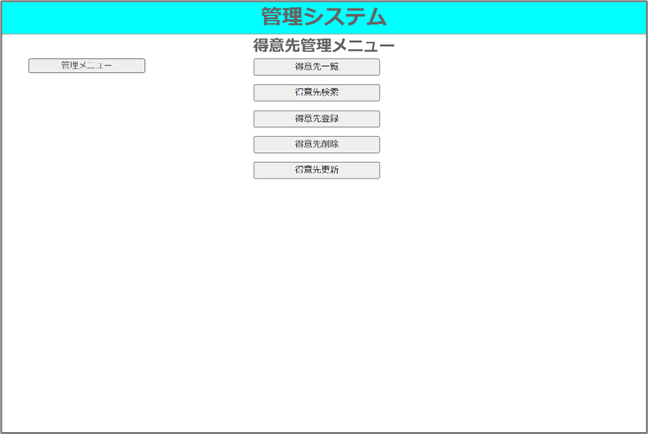 管理システム
得意先管理メニュー
管理メニュー
得意先一覧
得意先検索
得意先登録
得意先削除
得意先更新